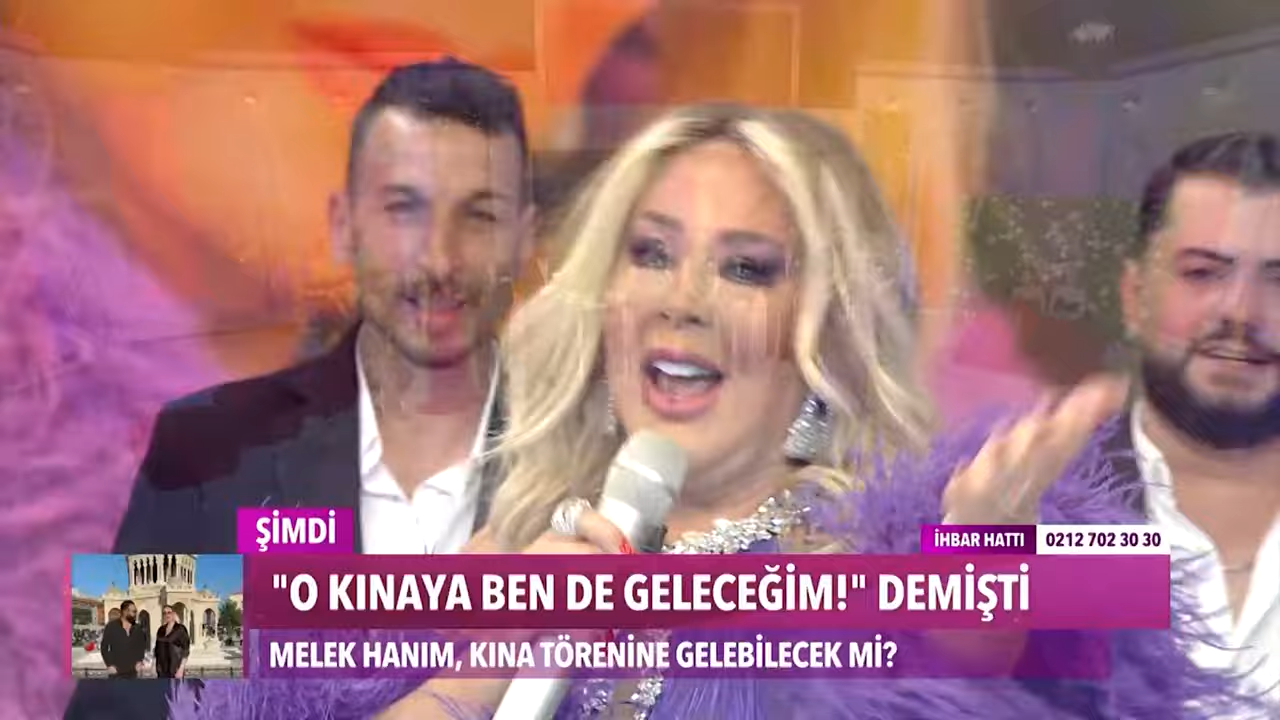 ŞİMDİ
İHBAR HATTI 0212 702 30 30
"O KINAYA BEN DE GELECEĞİM!" DEMİŞTİ
MELEK HANIM, KINA TÖRENİNE GELEBİLECEK Mİ?